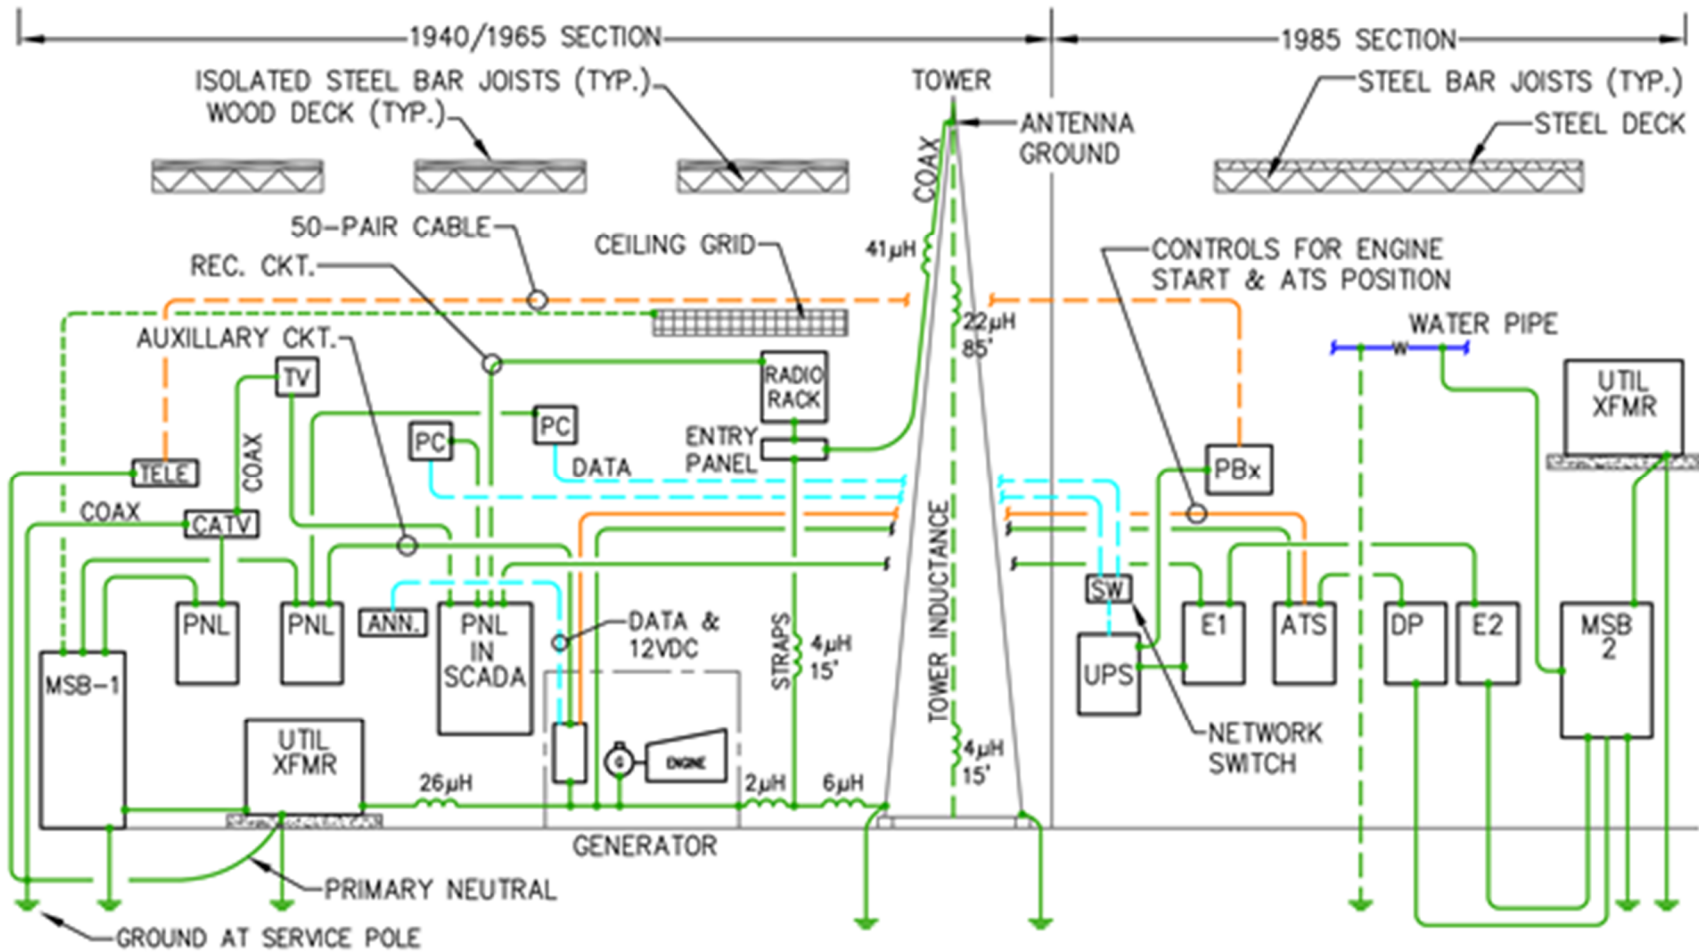 1940/1965 SECTION
1985 SECTION
ISOLATED STEEL BAR JOISTS (TYP.)
WOOD DECK (TYP.)
TOWER
STEEL BAR JOISTS (TYP.)
STEEL DECK
ANTENNA
GROUND
COAX
50-PAIR CABLE
CEILING GRID
REC. CKT.
41µH
CONTROLS FOR ENGINE
START & ATS POSITION
AUXILLARY CKT.
22µH
85'
WATER PIPE
W
TV
RADIO
RACK
UTIL
XFMR
PC
PC
ENTRY
PANEL
COAX
TELE
DATA
PBx
COAX
CATV
TOWER INDUCTANCE
SW
PNL
PNL
ANN.
PNL
IN
SCADA
DATA &
12VDC
STRAPS
4µH
15'
E1
ATS
DP
E2
MSB
2
MSB-1
UPS
UTIL
XFMR
G
ENGINE
4µH
15'
NETWORK
SWITCH
26µH
2µH
6µH
GENERATOR
PRIMARY NEUTRAL
GROUND AT SERVICE POLE